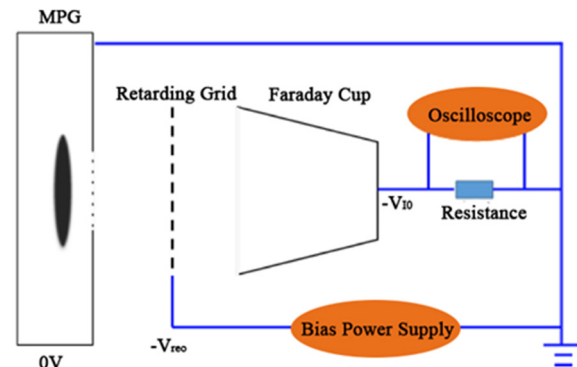 MPG
Retarding Grid
Faraday Cup
Oscilloscope
-V_I0
Resistance
Bias Power Supply
-V_reo
0V